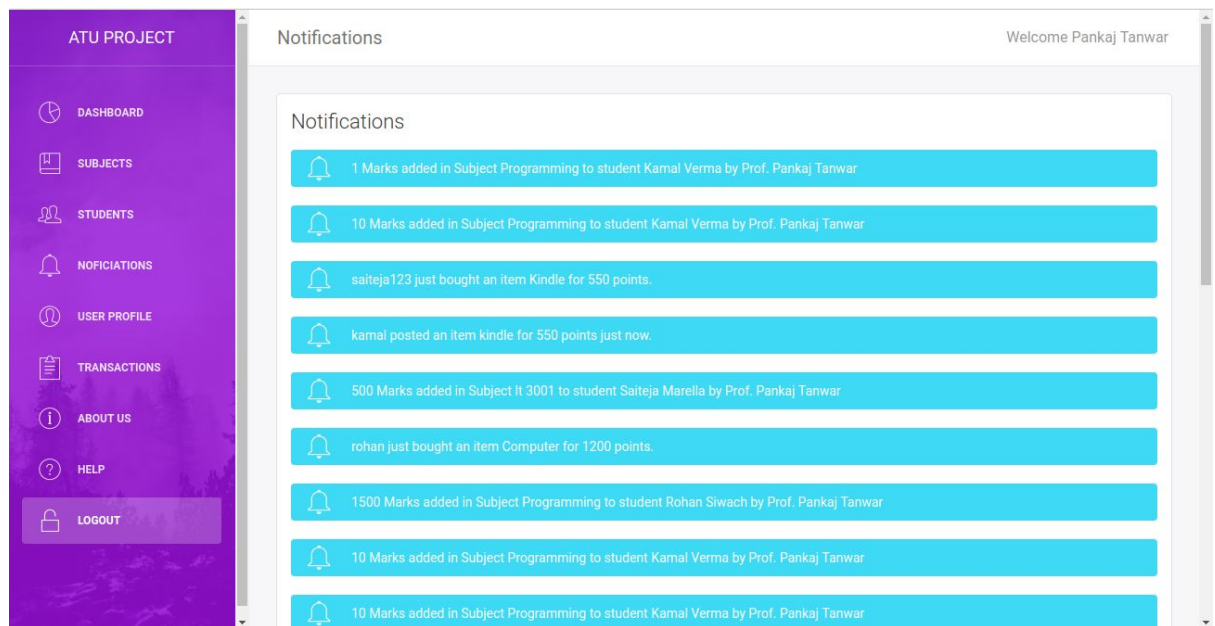 ATU PROJECT
DASHBOARD
SUBJECTS
STUDENTS
NOFICIATIONS
USER PROFILE
TRANSACTIONS
ABOUT US
HELP
LOGOUT
Notifications
Welcome Pankaj Tanwar
Notifications
1 Marks added in Subject Programming to student Kamal Verma by Prof. Pankaj Tanwar
10 Marks added in Subject Programming to student Kamal Verma by Prof. Pankaj Tanwar
saiteja123 just bought an item Kindle for 550 points.
kamal posted an item kindle for 550 points just now.
500 Marks added in Subject It 3001 to student Saiteja Marella by Prof. Pankaj Tanwar
rohan just bought an item Computer for 1200 points.
1500 Marks added in Subject Programming to student Rohan Siwach by Prof. Pankaj Tanwar
10 Marks added in Subject Programming to student Kamal Verma by Prof. Pankaj Tanwar
10 Marks added in Subject Programming to student Kamal Verma by Prof. Pankaj Tanwar